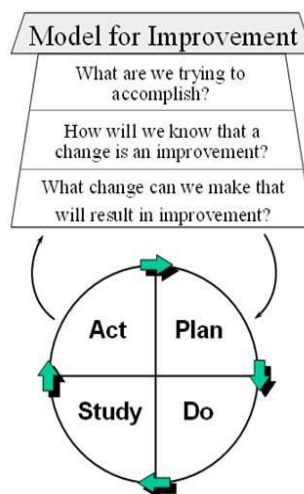 Model for Improvement
What are we trying to
accomplish?
How will we know that a
change is an improvement?
What change can we make that
will result in improvement?
Act
Plan
Study
Do